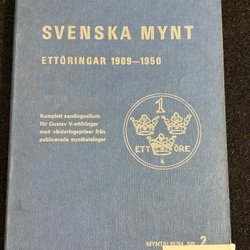 SVENSKA MYNT
ETTÖRINGAR 1909—1950
Komplett samlingsalbum
för Gustav V-ettöringar
med värderingspriser från
publicerade myntkataloger
1
ETT ÖRE
MYNTALBUM NR 2